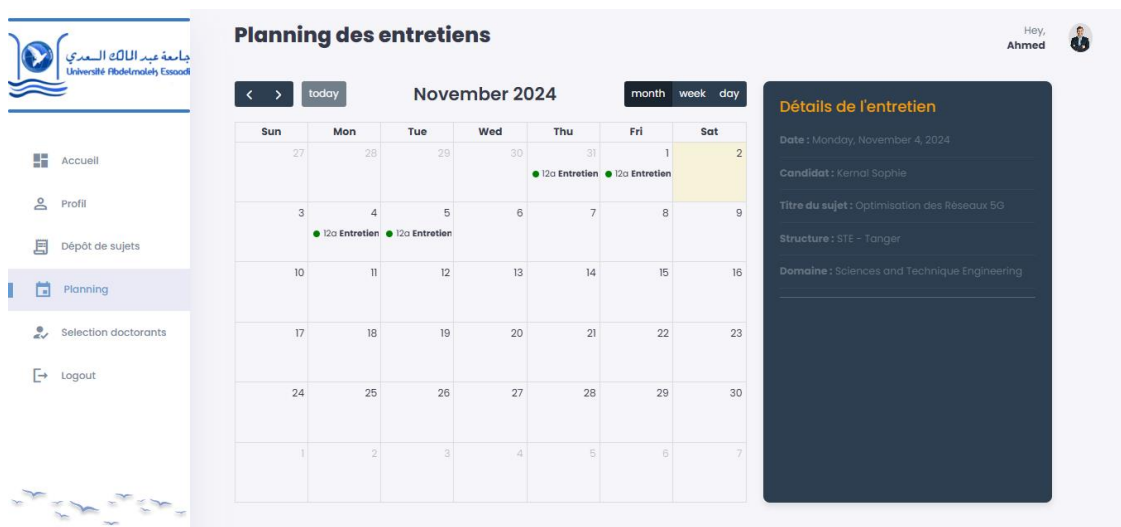 جامعة عبد المالك السعدي
Université Abdelmalek Essaadi
Accueil
Profil
Dépôt de sujets
Planning
Selection doctorants
Logout
Planning des entretiens
Hey,
Ahmed
today
November 2024
month week day
Sun Mon Tue Wed Thu Fri Sat
27 28 29 30 31 1 2
12a Entretien 12a Entretien
3 4 5 6 7 8 9
12a Entretien 12a Entretien
10 11 12 13 14 15 16
17 18 19 20 21 22 23
24 25 26 27 28 29 30
1 2 3 4 5 6 7
Détails de l'entretien
Date : Monday, November 4, 2024
Candidat : Kernal Sophie
Titre du sujet : Optimisation des Réseaux 5G
Structure : STE - Tanger
Domaine : Sciences and Technique Engineering